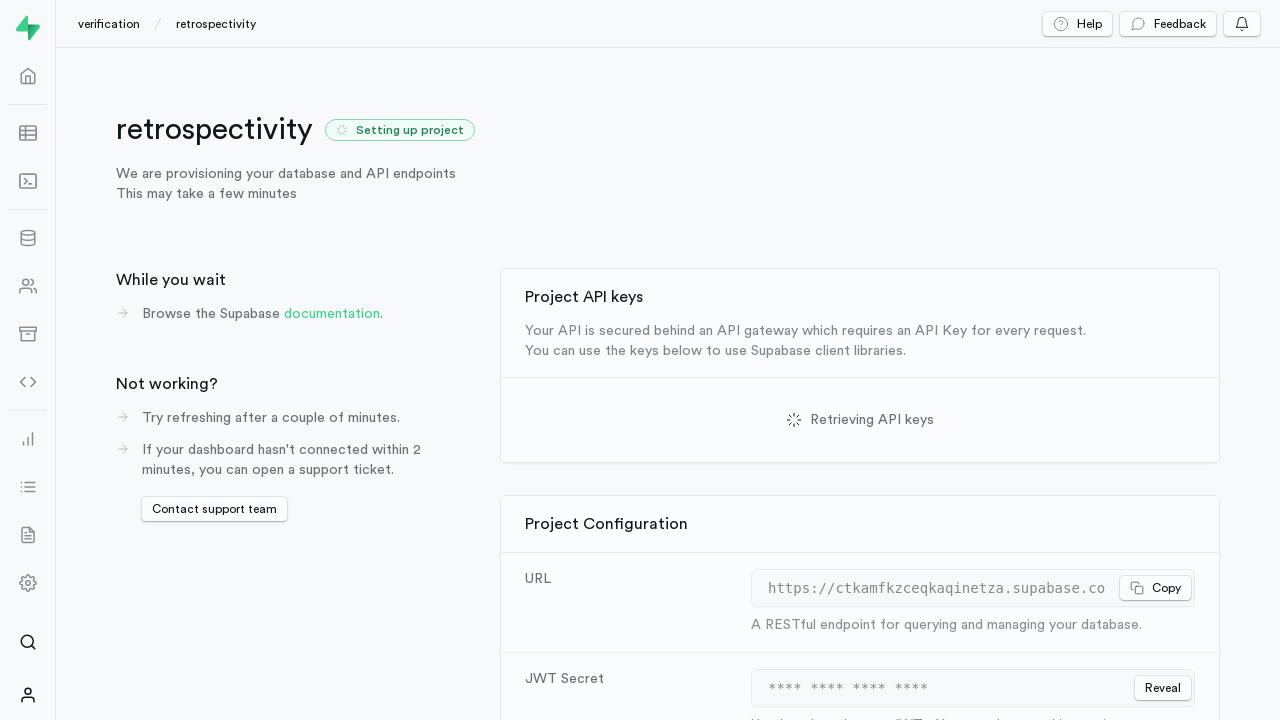 verification / retrospectivity
Help
Feedback
retrospectivity
Setting up project
We are provisioning your database and API endpoints
This may take a few minutes
While you wait
Browse the Supabase documentation.
Not working?
Try refreshing after a couple of minutes.
If your dashboard hasn't connected within 2
minutes, you can open a support ticket.
Contact support team
Project API keys
Your API is secured behind an API gateway which requires an API Key for every request.
You can use the keys below to use Supabase client libraries.
Retrieving API keys
Project Configuration
URL
https://ctkamfkzceqkaqinetza.supabase.co
Copy
A RESTful endpoint for querying and managing your database.
JWT Secret
**** **** **** ****
Reveal